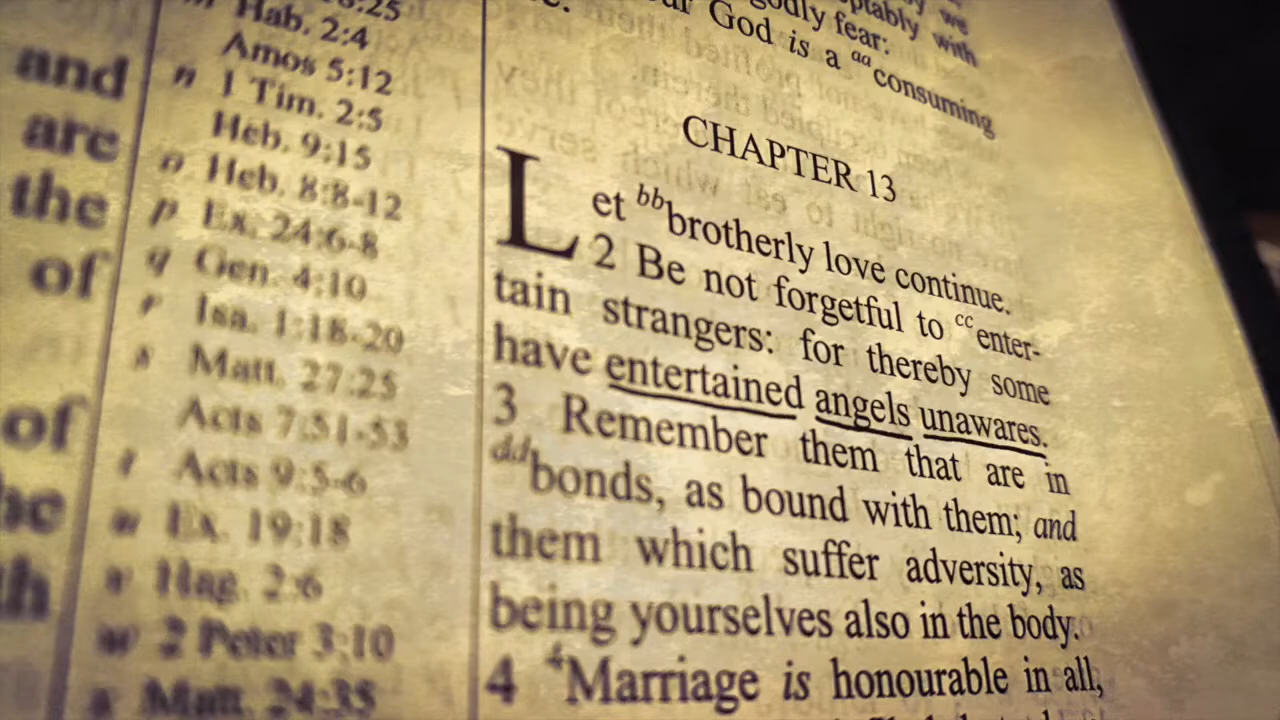 and
are
the
of
of
Hab. 2:4
Amos 5:12
n 1 Tim. 2:5
Heb. 9:15
o Heb. 8:8-12
p Ex. 24:6-8
q Gen. 4:10
r Isa. 1:18-20
s Matt. 27:25
Acts 7:51-53
t Acts 9:5-6
u Ex. 19:18
v Hag. 2:6
w 2 Peter 3:10
x Matt. 24:35
we
with
godly fear:
God is a aa consuming
CHAPTER 13
Let bb brotherly love continue.
2 Be not forgetful to cc enter-
tain strangers: for thereby some
have entertained angels unawares.
3 Remember them that are in
dd bonds, as bound with them; and
them which suffer adversity, as
being yourselves also in the body.
4 4 Marriage is honourable in all,